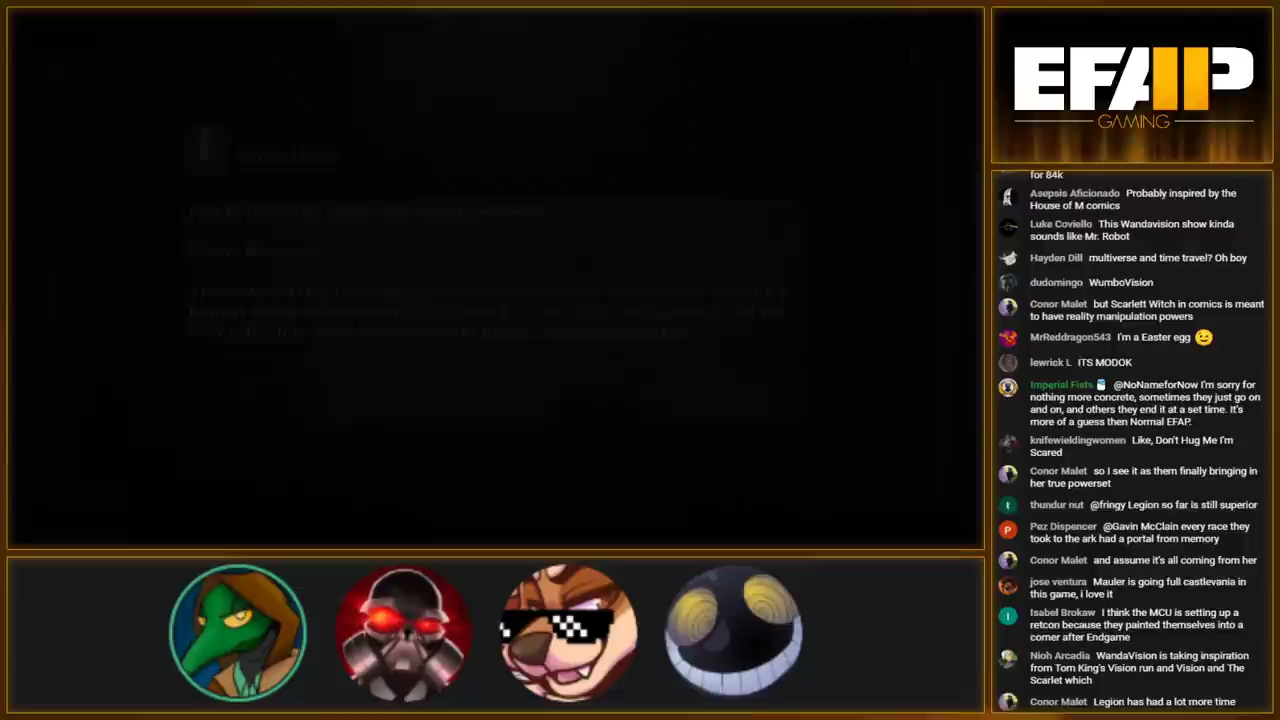 EFAP
GAMING
for 84k
Asepsis Aficionado Probably inspired by the
House of M comics
Luke Coviello This Wandavision show kinda
sounds like Mr. Robot
Hayden Dill multiverse and time travel? Oh boy
dudomingo WumboVision
Conor Malet but Scarlett Witch in comics is meant
to have reality manipulation powers
MrReddragon543 I'm a Easter egg 😉
lewrick L ITS MODOK
Imperial Fists @NoNameforNow I'm sorry for
nothing more concrete, sometimes they just go on
and on, and others they end it at a set time. It's
more of a guess then Normal EFAP.
knifewieldingwomen Like, Don't Hug Me I'm
Scared
Conor Malet so I see it as them finally bringing in
her true powerset
t thundur nut @fringy Legion so far is still superior
P Pez Dispencer @Gavin McClain every race they
took to the ark had a portal from memory
Conor Malet and assume it's all coming from her
jose ventura Mauler is going full castlevania in
this game, i love it
I Isabel Brokaw I think the MCU is setting up a
retcon because they painted themselves into a
corner after Endgame
Nioh Arcadia WandaVision is taking inspiration
from Tom King's Vision run and Vision and The
Scarlet which
Conor Malet Legion has had a lot more time